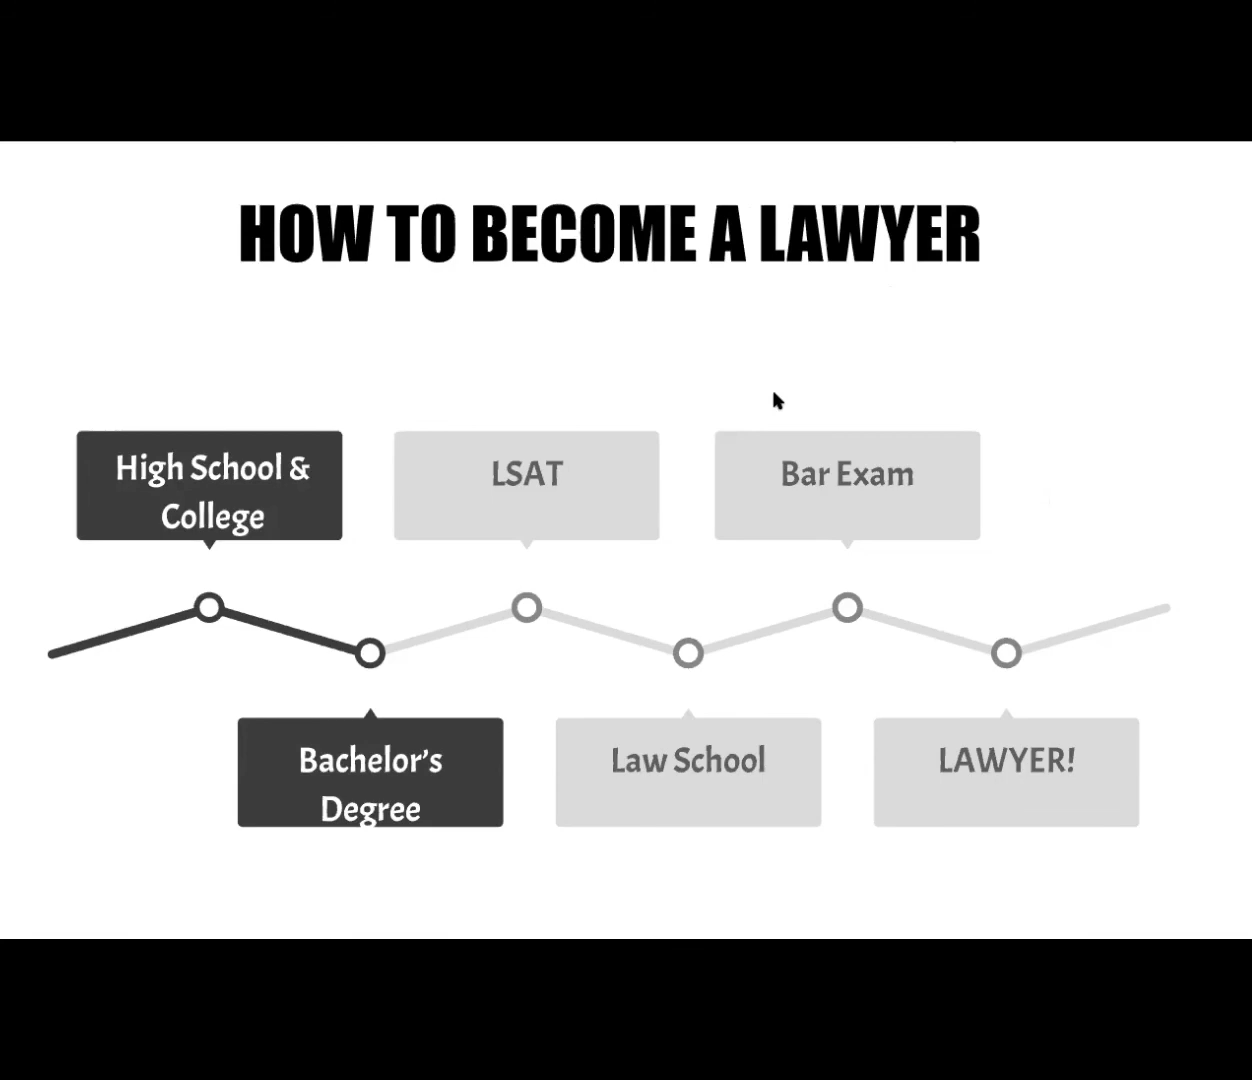 HOW TO BECOME A LAWYER
High School &
College
Bachelor’s
Degree
LSAT
Law School
Bar Exam
LAWYER!